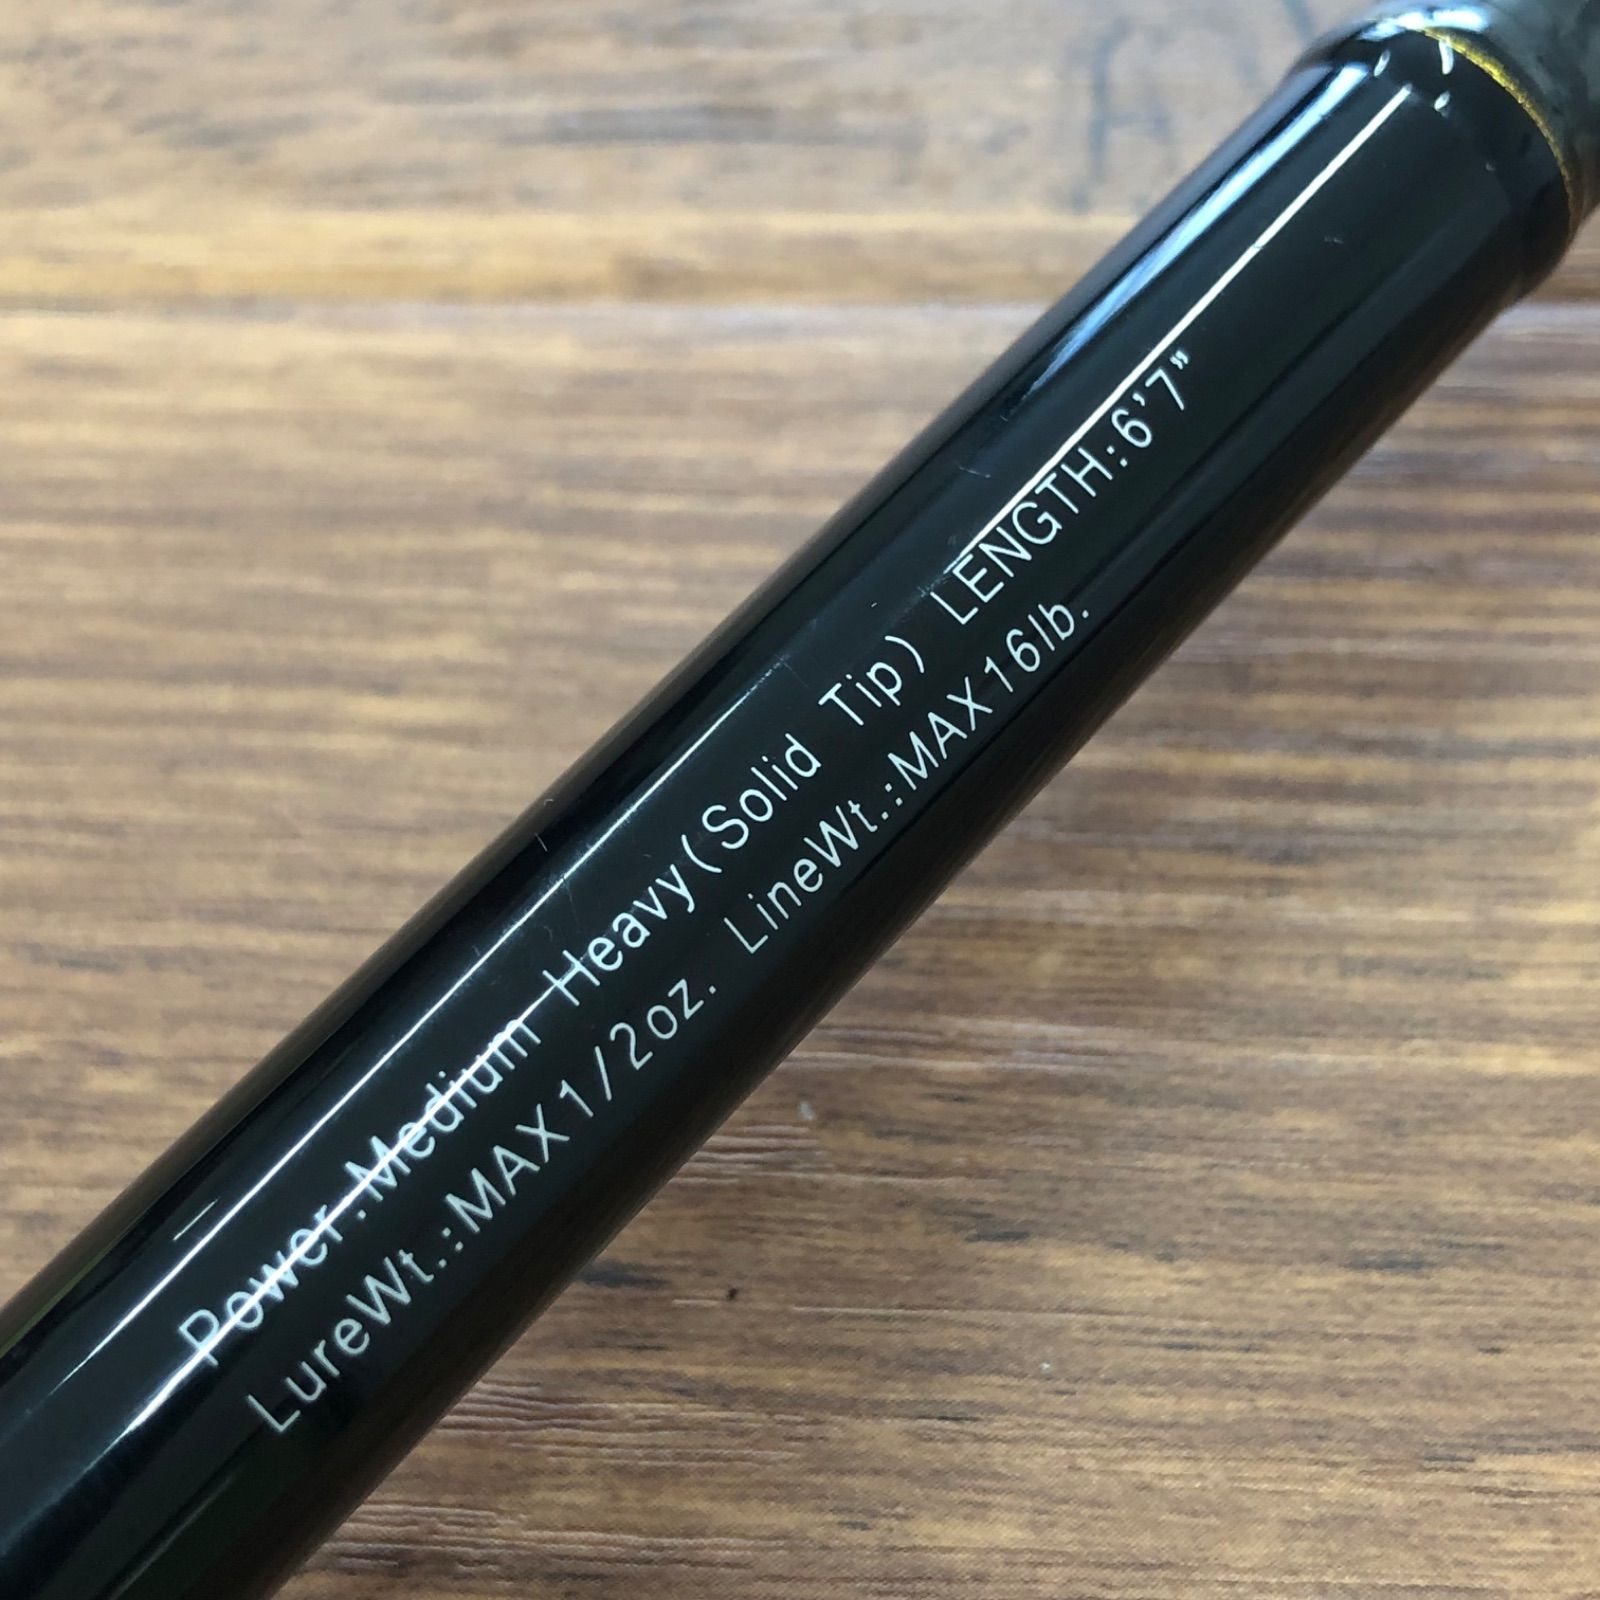 Power.:Medium Heavy(Solid Tip) LENGTH:6'7"
LureWt.:MAX1/2oz. LineWt.:MAX16lb.